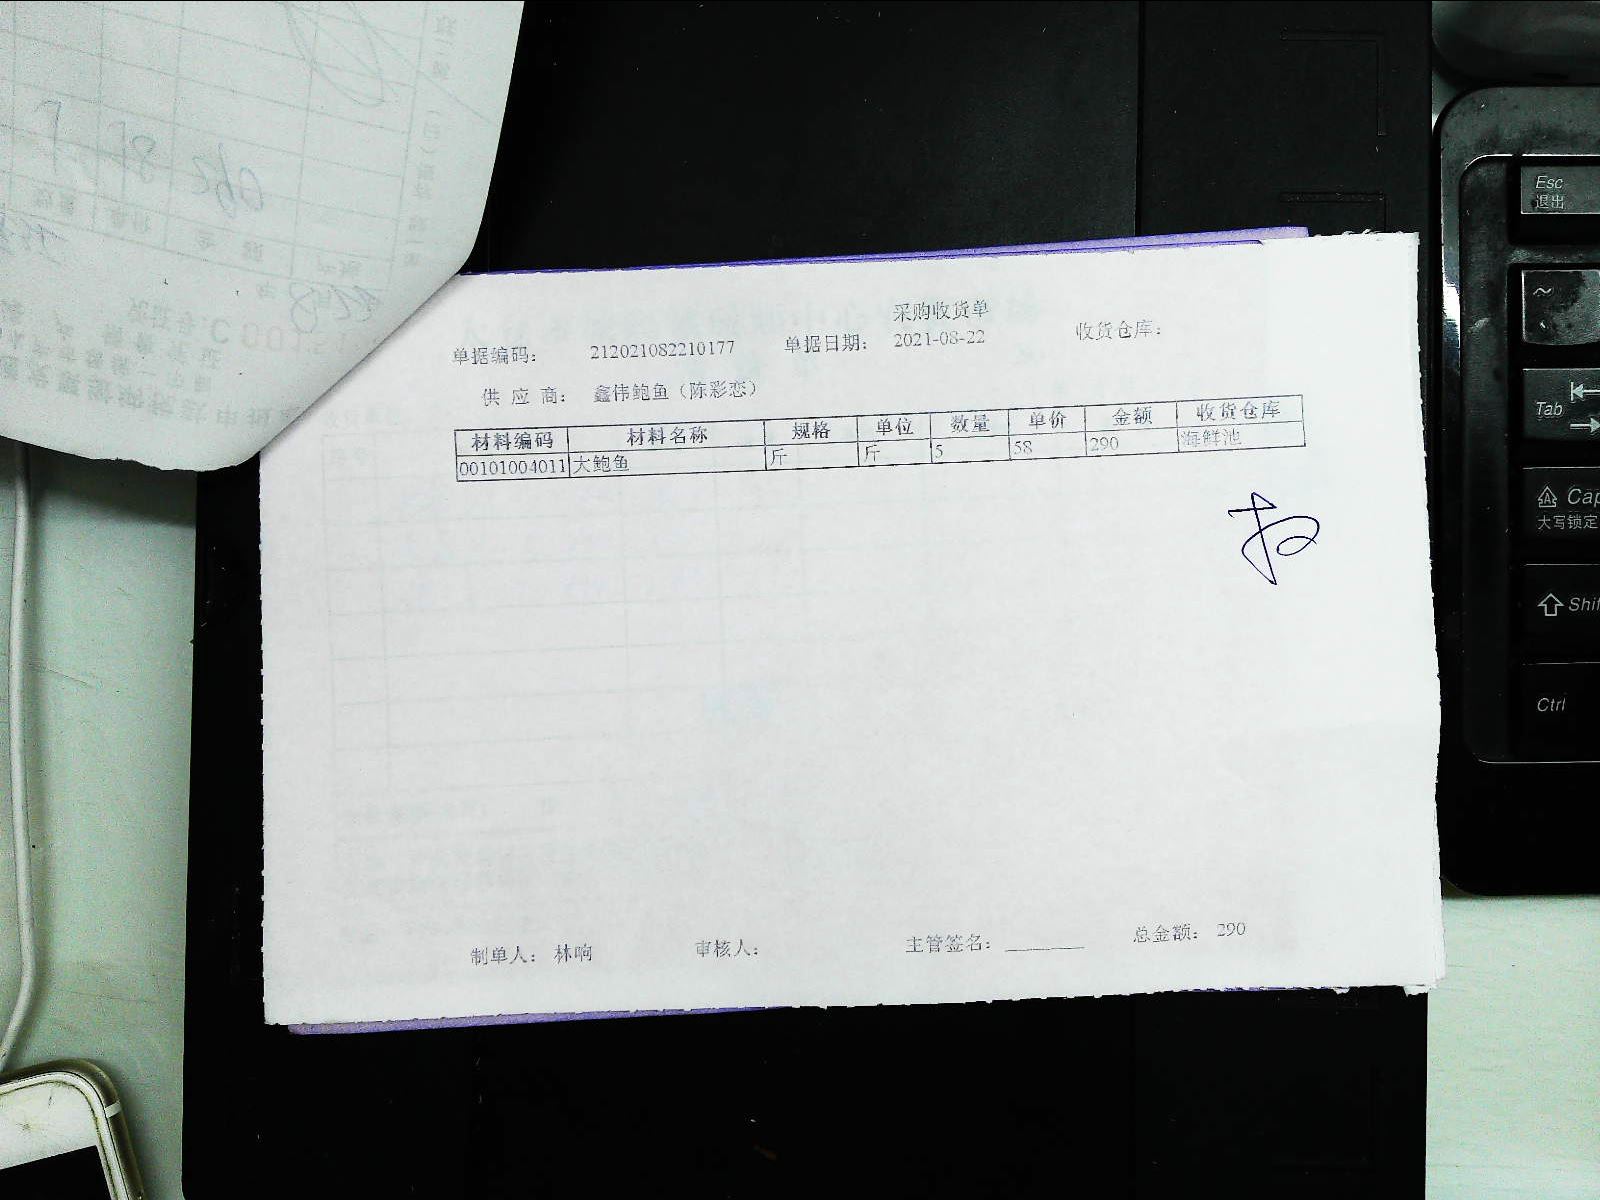 采购收货单
单据编码： 212021082210177 单据日期： 2021-08-22 收货仓库：
供 应 商： 鑫伟鲍鱼（陈彩恋）
材料编码 材料名称 规格 单位 数量 单价 金额 收货仓库
00101004011 大鲍鱼 斤 斤 5 58 290 海鲜池
制单人： 林响 审核人： 主管签名： 总金额： 290
Esc
退出
~
Tab
Cap
大写锁定
Shif
Ctrl